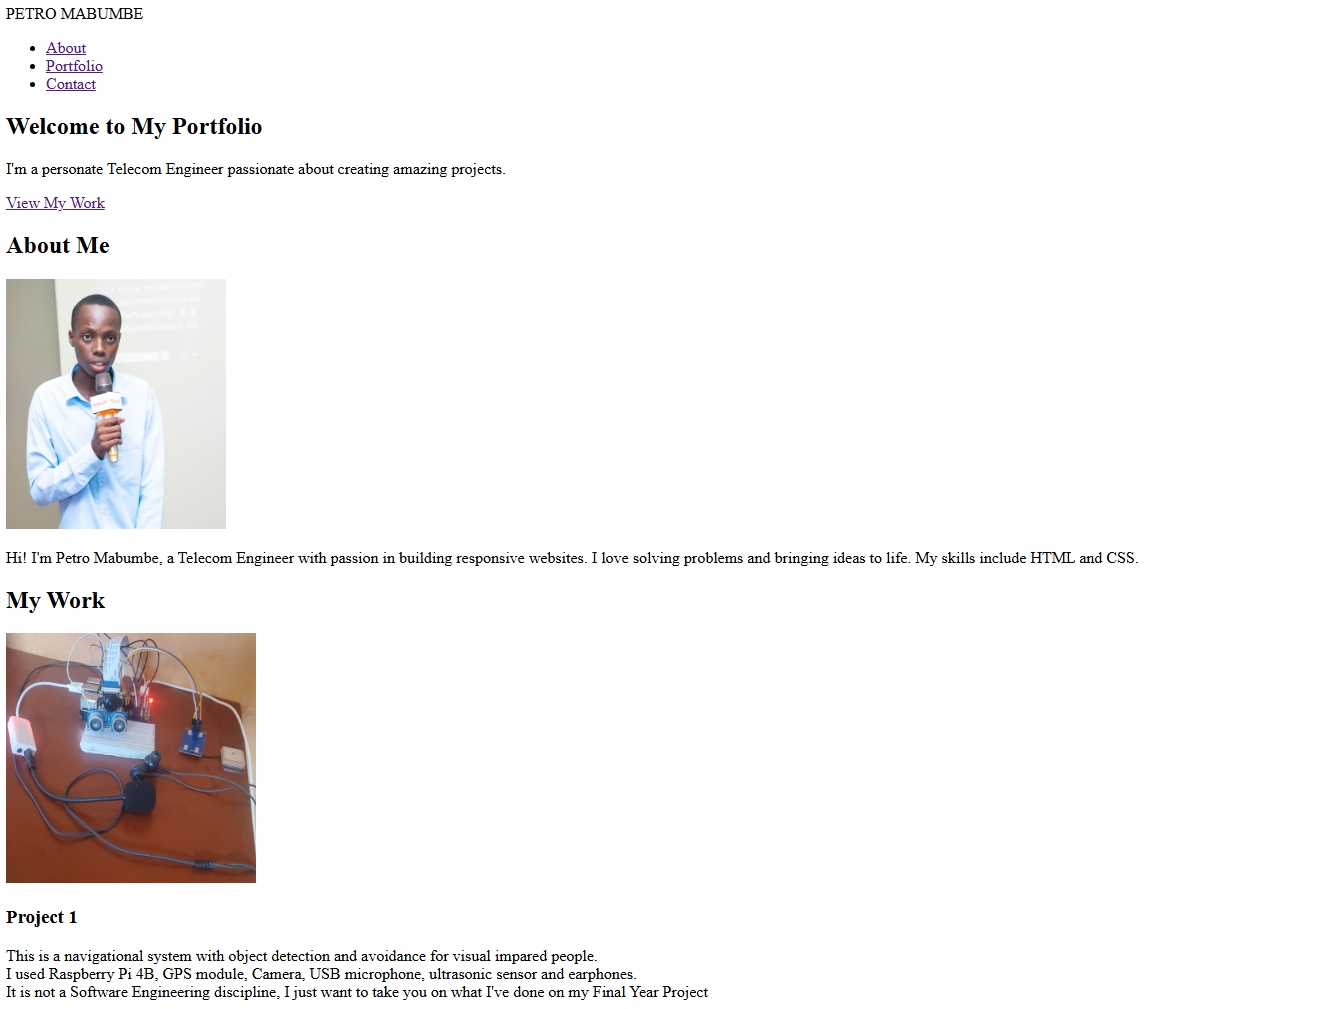 PETRO MABUMBE
About
Portfolio
Contact
Welcome to My Portfolio
I'm a personate Telecom Engineer passionate about creating amazing projects.
View My Work
About Me
Hi! I'm Petro Mabumbe, a Telecom Engineer with passion in building responsive websites. I love solving problems and bringing ideas to life. My skills include HTML and CSS.
My Work
Project 1
This is a navigational system with object detection and avoidance for visual impared people.
I used Raspberry Pi 4B, GPS module, Camera, USB microphone, ultrasonic sensor and earphones.
It is not a Software Engineering discipline, I just want to take you on what I've done on my Final Year Project